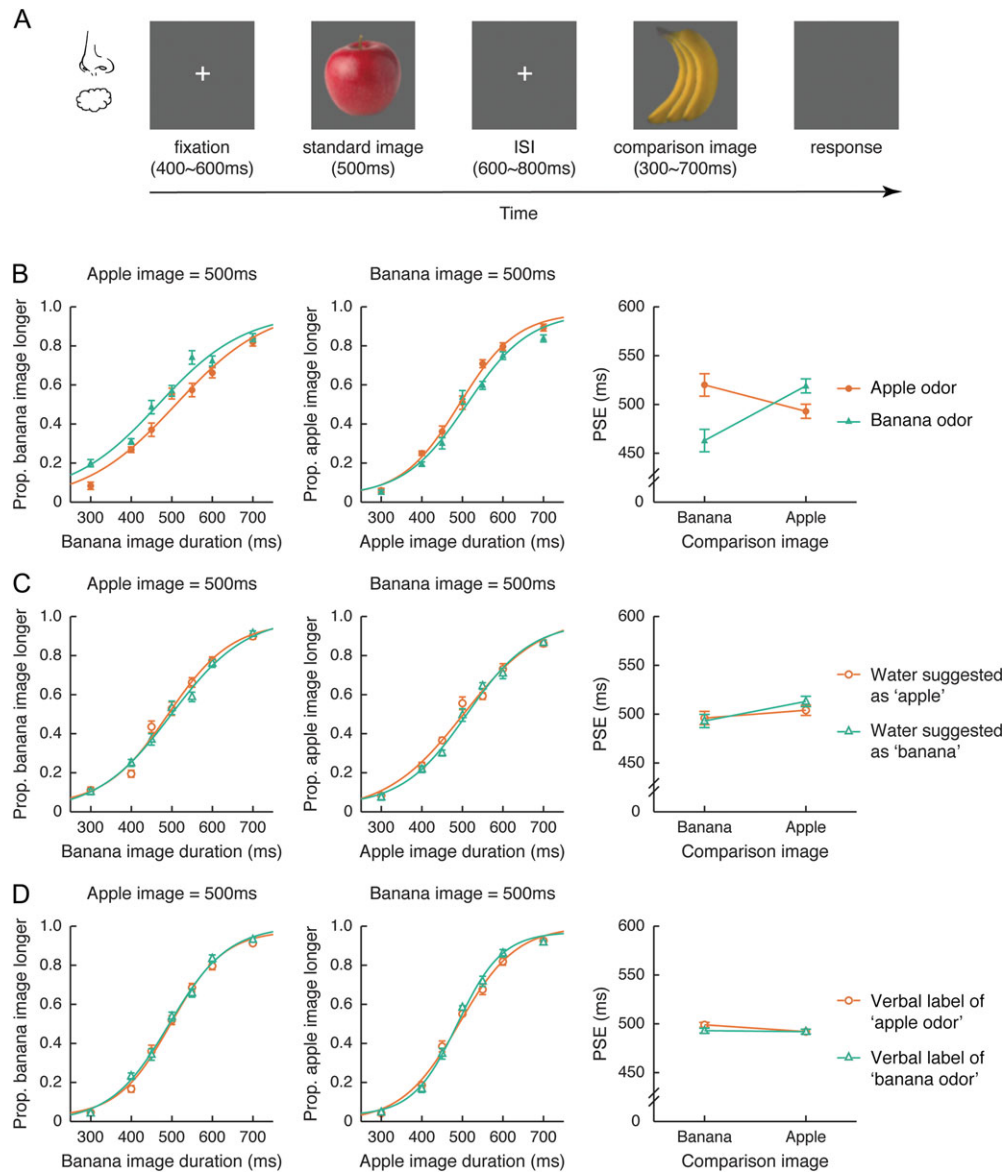 A
fixation
(400~600ms)
standard image
(500ms)
ISI
(600~800ms)
comparison image
(300~700ms)
response
Time
B
Apple image = 500ms
Prop. banana image longer
1.0
0.8
0.6
0.4
0.2
0
300 400 500 600 700
Banana image duration (ms)
Banana image = 500ms
Prop. apple image longer
1.0
0.8
0.6
0.4
0.2
0
300 400 500 600 700
Apple image duration (ms)
PSE (ms)
600
550
500
450
0
Banana Apple
Comparison image
Apple odor
Banana odor
C
Apple image = 500ms
Prop. banana image longer
1.0
0.8
0.6
0.4
0.2
0
300 400 500 600 700
Banana image duration (ms)
Banana image = 500ms
Prop. apple image longer
1.0
0.8
0.6
0.4
0.2
0
300 400 500 600 700
Apple image duration (ms)
PSE (ms)
600
550
500
450
0
Banana Apple
Comparison image
Water suggested
as ‘apple’
Water suggested
as ‘banana’
D
Apple image = 500ms
Prop. banana image longer
1.0
0.8
0.6
0.4
0.2
0
300 400 500 600 700
Banana image duration (ms)
Banana image = 500ms
Prop. apple image longer
1.0
0.8
0.6
0.4
0.2
0
300 400 500 600 700
Apple image duration (ms)
PSE (ms)
600
550
500
450
0
Banana Apple
Comparison image
Verbal label of
‘apple odor’
Verbal label of
‘banana odor’